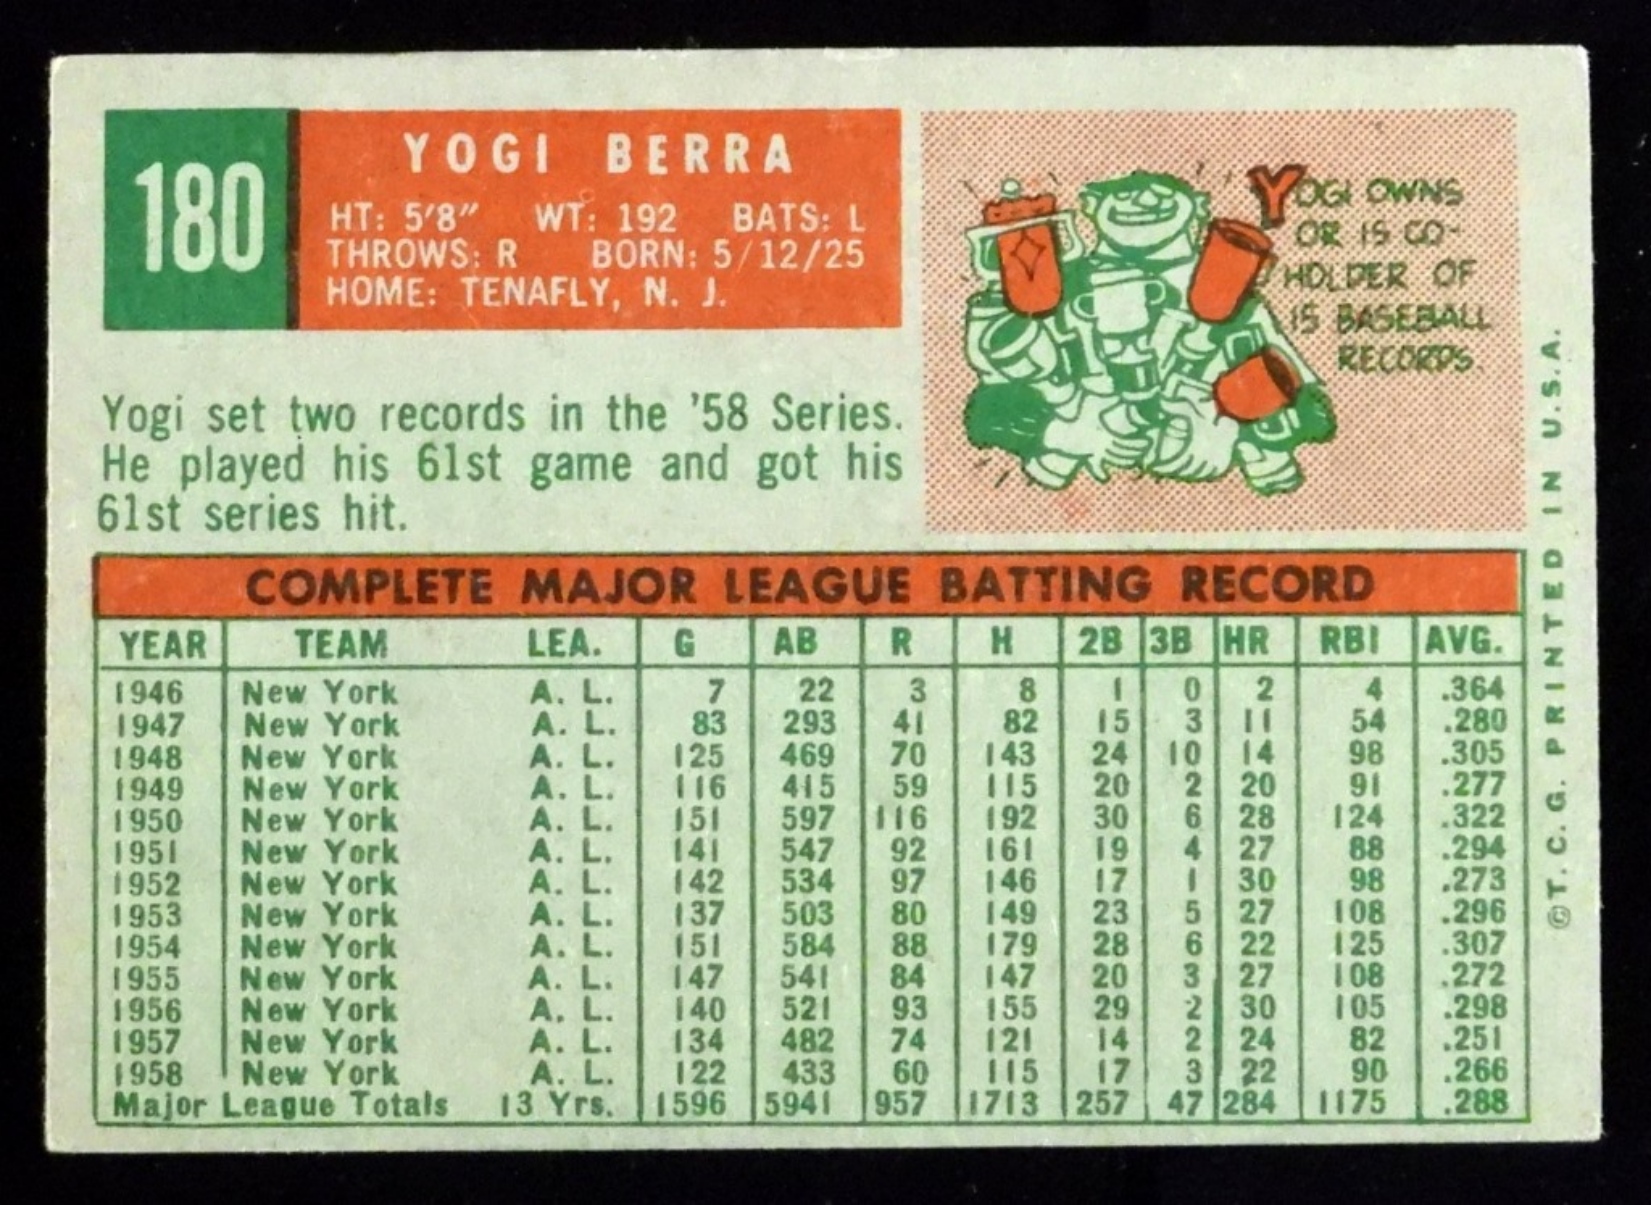 180
YOGI BERRA
HT: 5'8" WT: 192 BATS: L
THROWS: R BORN: 5/12/25
HOME: TENAFLY, N. J.
YOGI OWNS
OR IS CO-
HOLDER OF
15 BASEBALL
RECORDS
Yogi set two records in the '58 Series.
He played his 61st game and got his
61st series hit.
COMPLETE MAJOR LEAGUE BATTING RECORD
YEAR TEAM LEA. G AB R H 2B 3B HR RBI AVG.
1946 New York A. L. 7 22 3 8 1 0 2 4 .364
1947 New York A. L. 83 293 41 82 15 3 11 54 .280
1948 New York A. L. 125 469 70 143 24 10 14 98 .305
1949 New York A. L. 116 415 59 115 20 2 20 91 .277
1950 New York A. L. 151 597 116 192 30 6 28 124 .322
1951 New York A. L. 141 547 92 161 19 4 27 88 .294
1952 New York A. L. 142 534 97 146 17 1 30 98 .273
1953 New York A. L. 137 503 80 149 23 5 27 108 .296
1954 New York A. L. 151 584 88 179 28 6 22 125 .307
1955 New York A. L. 147 541 84 147 20 3 27 108 .272
1956 New York A. L. 140 521 93 155 29 2 30 105 .298
1957 New York A. L. 134 482 74 121 14 2 24 82 .251
1958 New York A. L. 122 433 60 115 17 3 22 90 .266
Major League Totals 13 Yrs. 1596 5941 957 1713 257 47 284 1175 .288
©T. C. G. PRINTED IN U.S.A.